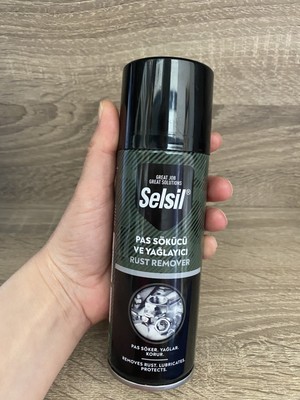 GREAT JOB
GREAT SOLUTIONS
Selsil®
PAS SÖKÜCÜ
VE YAĞLAYICI
RUST REMOVER
PAS SÖKER, YAĞLAR,
KORUR.
REMOVES RUST, LUBRICATES,
PROTECTS.